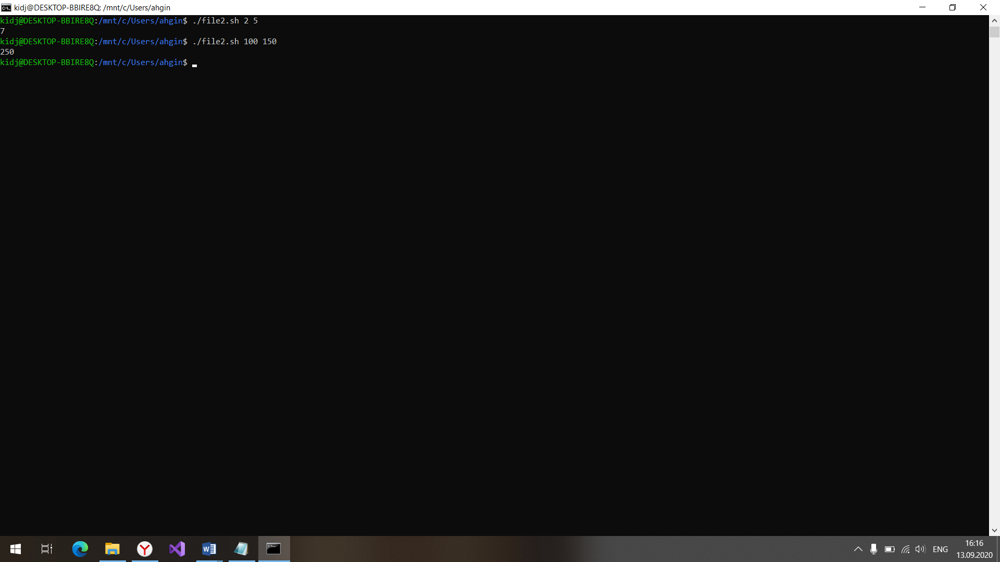 kidj@DESKTOP-BBIRE8Q: /mnt/c/Users/ahgin
kidj@DESKTOP-BBIRE8Q:/mnt/c/Users/ahgin$ ./file2.sh 2 5
7
kidj@DESKTOP-BBIRE8Q:/mnt/c/Users/ahgin$ ./file2.sh 100 150
250
kidj@DESKTOP-BBIRE8Q:/mnt/c/Users/ahgin$
ENG
16:16
13.09.2020